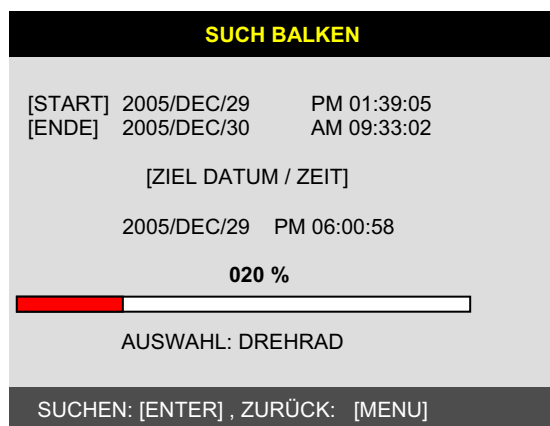 SUCH BALKEN
[START] 2005/DEC/29 PM 01:39:05
[ENDE] 2005/DEC/30 AM 09:33:02
[ZIEL DATUM / ZEIT]
2005/DEC/29 PM 06:00:58
020 %
AUSWAHL: DREHRAD
SUCHEN: [ENTER] , ZURÜCK: [MENU]